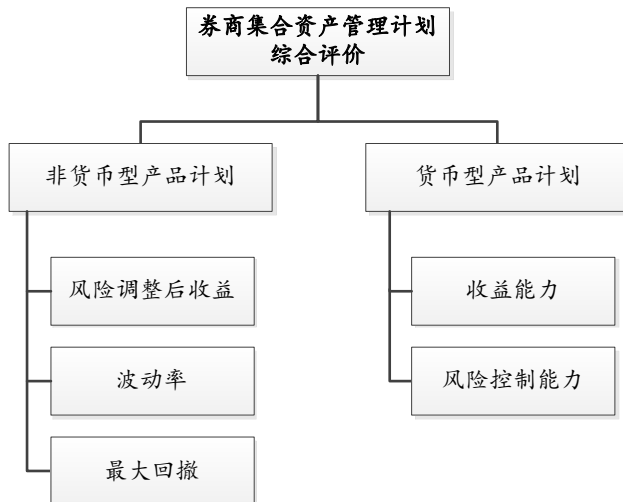 券商集合资产管理计划
综合评价
非货币型产品计划
货币型产品计划
风险调整后收益
收益能力
波动率
风险控制能力
最大回撤